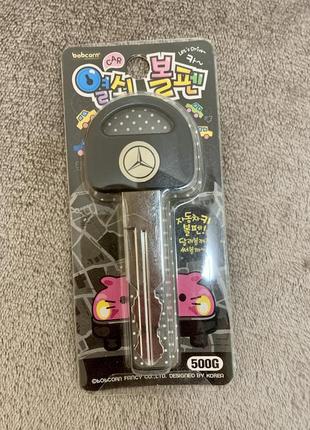 bobcorn
CAR
Let's Drive
카~
열쇠 볼펜
자동차 키
볼펜!
500G
©BOBCORN FANCY CO.,LTD. DESIGNED BY KOREA